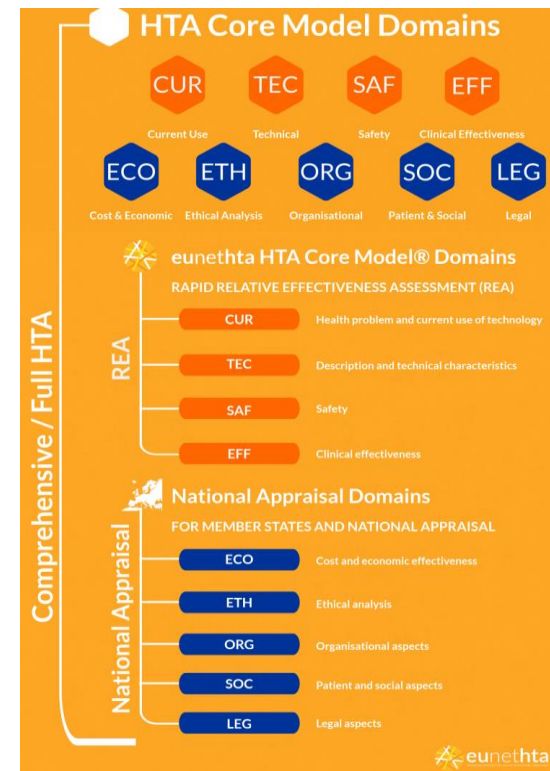 HTA Core Model Domains
CUR TEC SAF EFF
Current Use Technical Safety Clinical Effectiveness
ECO ETH ORG SOC LEG
Cost & Economic Ethical Analysis Organisational Patient & Social Legal
Comprehensive / Full HTA
eunethta HTA Core Model® Domains
RAPID RELATIVE EFFECTIVENESS ASSESSMENT (REA)
REA
CUR Health problem and current use of technology
TEC Description and technical characteristics
SAF Safety
EFF Clinical effectiveness
National Appraisal Domains
FOR MEMBER STATES AND NATIONAL APPRAISAL
National Appraisal
ECO Cost and economic effectiveness
ETH Ethical analysis
ORG Organisational aspects
SOC Patient and social aspects
LEG Legal aspects
eunethta